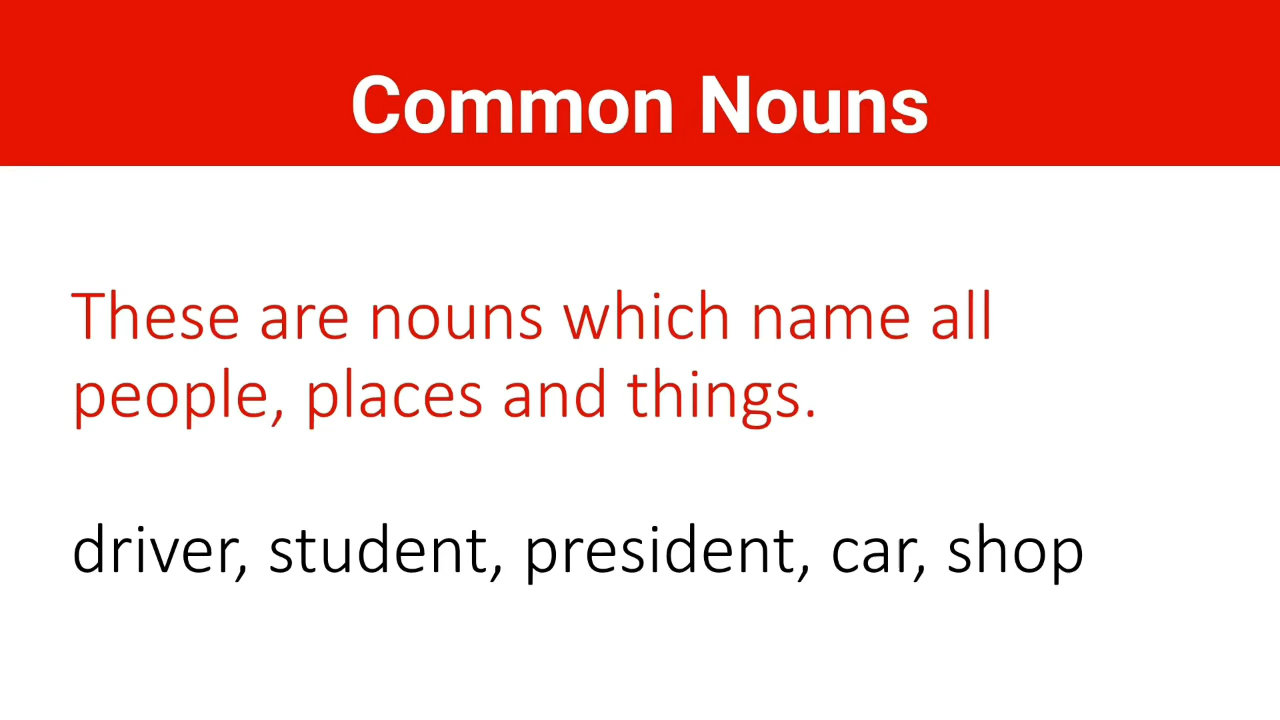 Common Nouns
These are nouns which name all
people, places and things.
driver, student, president, car, shop